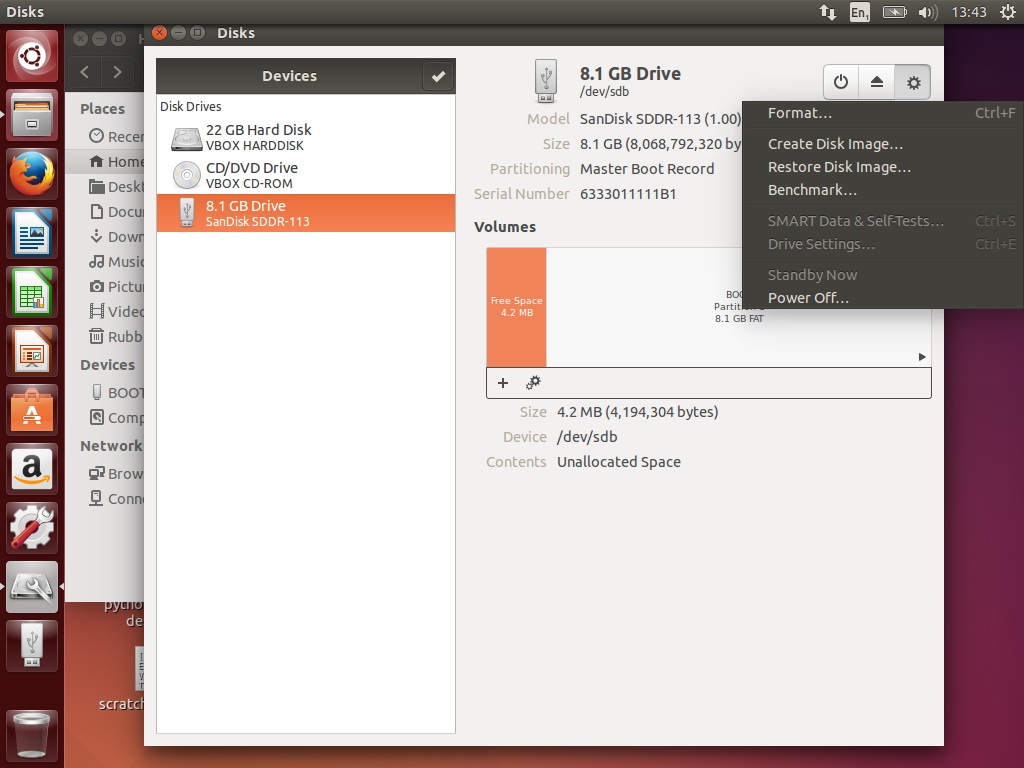 Disks
En1
13:43
Disks
Devices
Disk Drives
22 GB Hard Disk
VBOX HARDDISK
CD/DVD Drive
VBOX CD-ROM
8.1 GB Drive
SanDisk SDDR-113
8.1 GB Drive
/dev/sdb
Model SanDisk SDDR-113 (1.00)
Size 8.1 GB (8,068,792,320 by
Partitioning Master Boot Record
Serial Number 6333011111B1
Volumes
Free Space
4.2 MB
BOO
Partition
8.1 GB FAT
Size 4.2 MB (4,194,304 bytes)
Device /dev/sdb
Contents Unallocated Space
Format… Ctrl+F
Create Disk Image…
Restore Disk Image…
Benchmark…
SMART Data & Self-Tests… Ctrl+S
Drive Settings… Ctrl+E
Standby Now
Power Off…
Places
Recen
Home
Deskt
Docu
Down
Music
Pictu
Video
Rubb
Devices
BOOT
Comp
Network
Brow
Conn
pytho
de
scratch